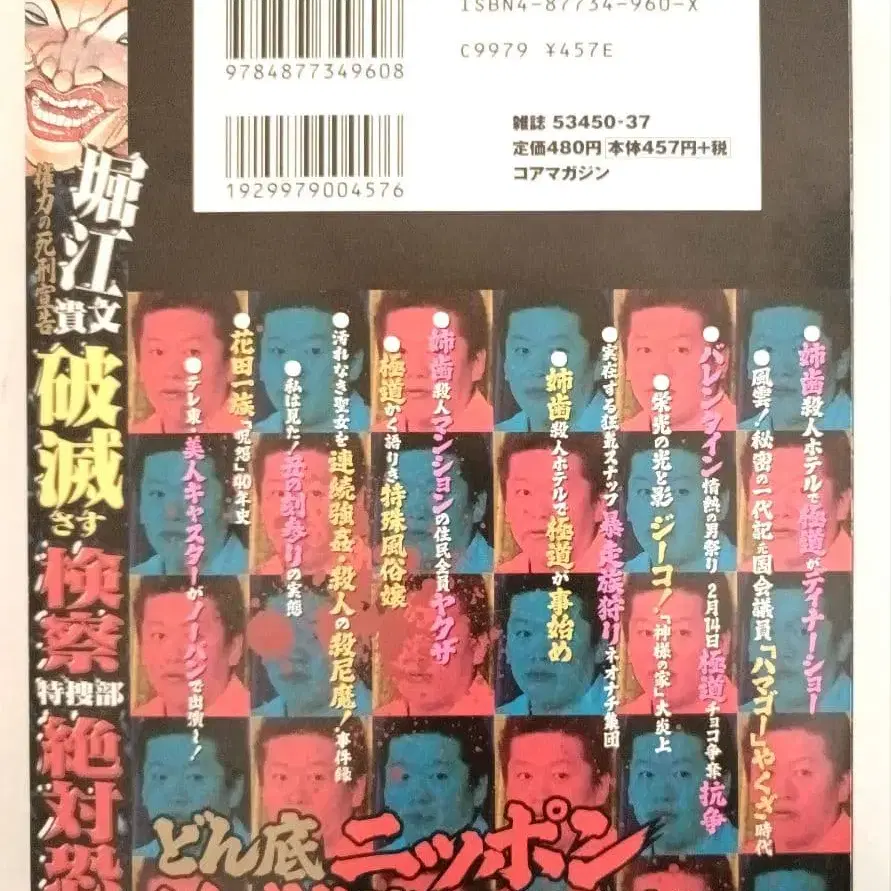 ISBN4-87734-960-X
C9979 ¥457E
9784877349608
雑誌 53450-37
定価480円 本体457円+税
コアマガジン
1929979004576
堀江貴文
権力の死刑宣告
破滅さす
検察
特捜部
絶対恐
●姉歯殺人ホテルで極道がディナーショー
●風雲!秘密の一代記元国会議員「ハマゴー」やくざ時代
●バレンタイン情熱の男祭り 2月14日極道チョコ争奪抗争
●栄光の光と影 ジーコ!「神様の家」大炎上
●実在する狂気スナップ 暴走族狩りネオナチ集団
●姉歯殺人ホテルで極道が事始め
●姉歯殺人マンションの住民全員ヤクザ
●極道かく語りき 特殊風俗嬢
●汚れなき聖女を連続強姦・殺人の殺尼魔!事件録
●私は見た!丑の刻参りの実態
●花田一族「呪怨」40年史
●テレ東・美人キャスターがノーパンで出演〜!
どん底ニッポン